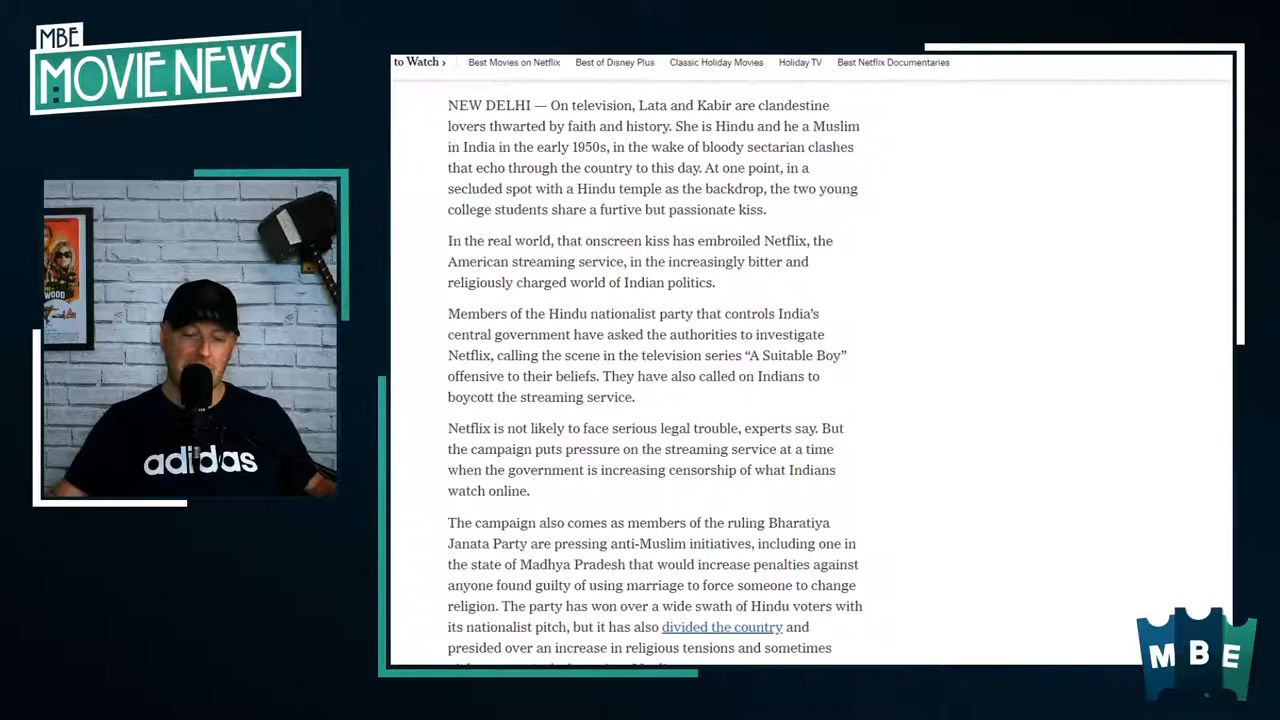 MBE
MOVIE NEWS
to Watch ›
Best Movies on Netflix
Best of Disney Plus
Classic Holiday Movies
Holiday TV
Best Netflix Documentaries
NEW DELHI — On television, Lata and Kabir are clandestine
lovers thwarted by faith and history. She is Hindu and he a Muslim
in India in the early 1950s, in the wake of bloody sectarian clashes
that echo through the country to this day. At one point, in a
secluded spot with a Hindu temple as the backdrop, the two young
college students share a furtive but passionate kiss.
In the real world, that onscreen kiss has embroiled Netflix, the
American streaming service, in the increasingly bitter and
religiously charged world of Indian politics.
Members of the Hindu nationalist party that controls India’s
central government have asked the authorities to investigate
Netflix, calling the scene in the television series “A Suitable Boy”
offensive to their beliefs. They have also called on Indians to
boycott the streaming service.
Netflix is not likely to face serious legal trouble, experts say. But
the campaign puts pressure on the streaming service at a time
when the government is increasing censorship of what Indians
watch online.
The campaign also comes as members of the ruling Bharatiya
Janata Party are pressing anti-Muslim initiatives, including one in
the state of Madhya Pradesh that would increase penalties against
anyone found guilty of using marriage to force someone to change
religion. The party has won over a wide swath of Hindu voters with
its nationalist pitch, but it has also divided the country and
presided over an increase in religious tensions and sometimes
WOOD
adidas
MBE